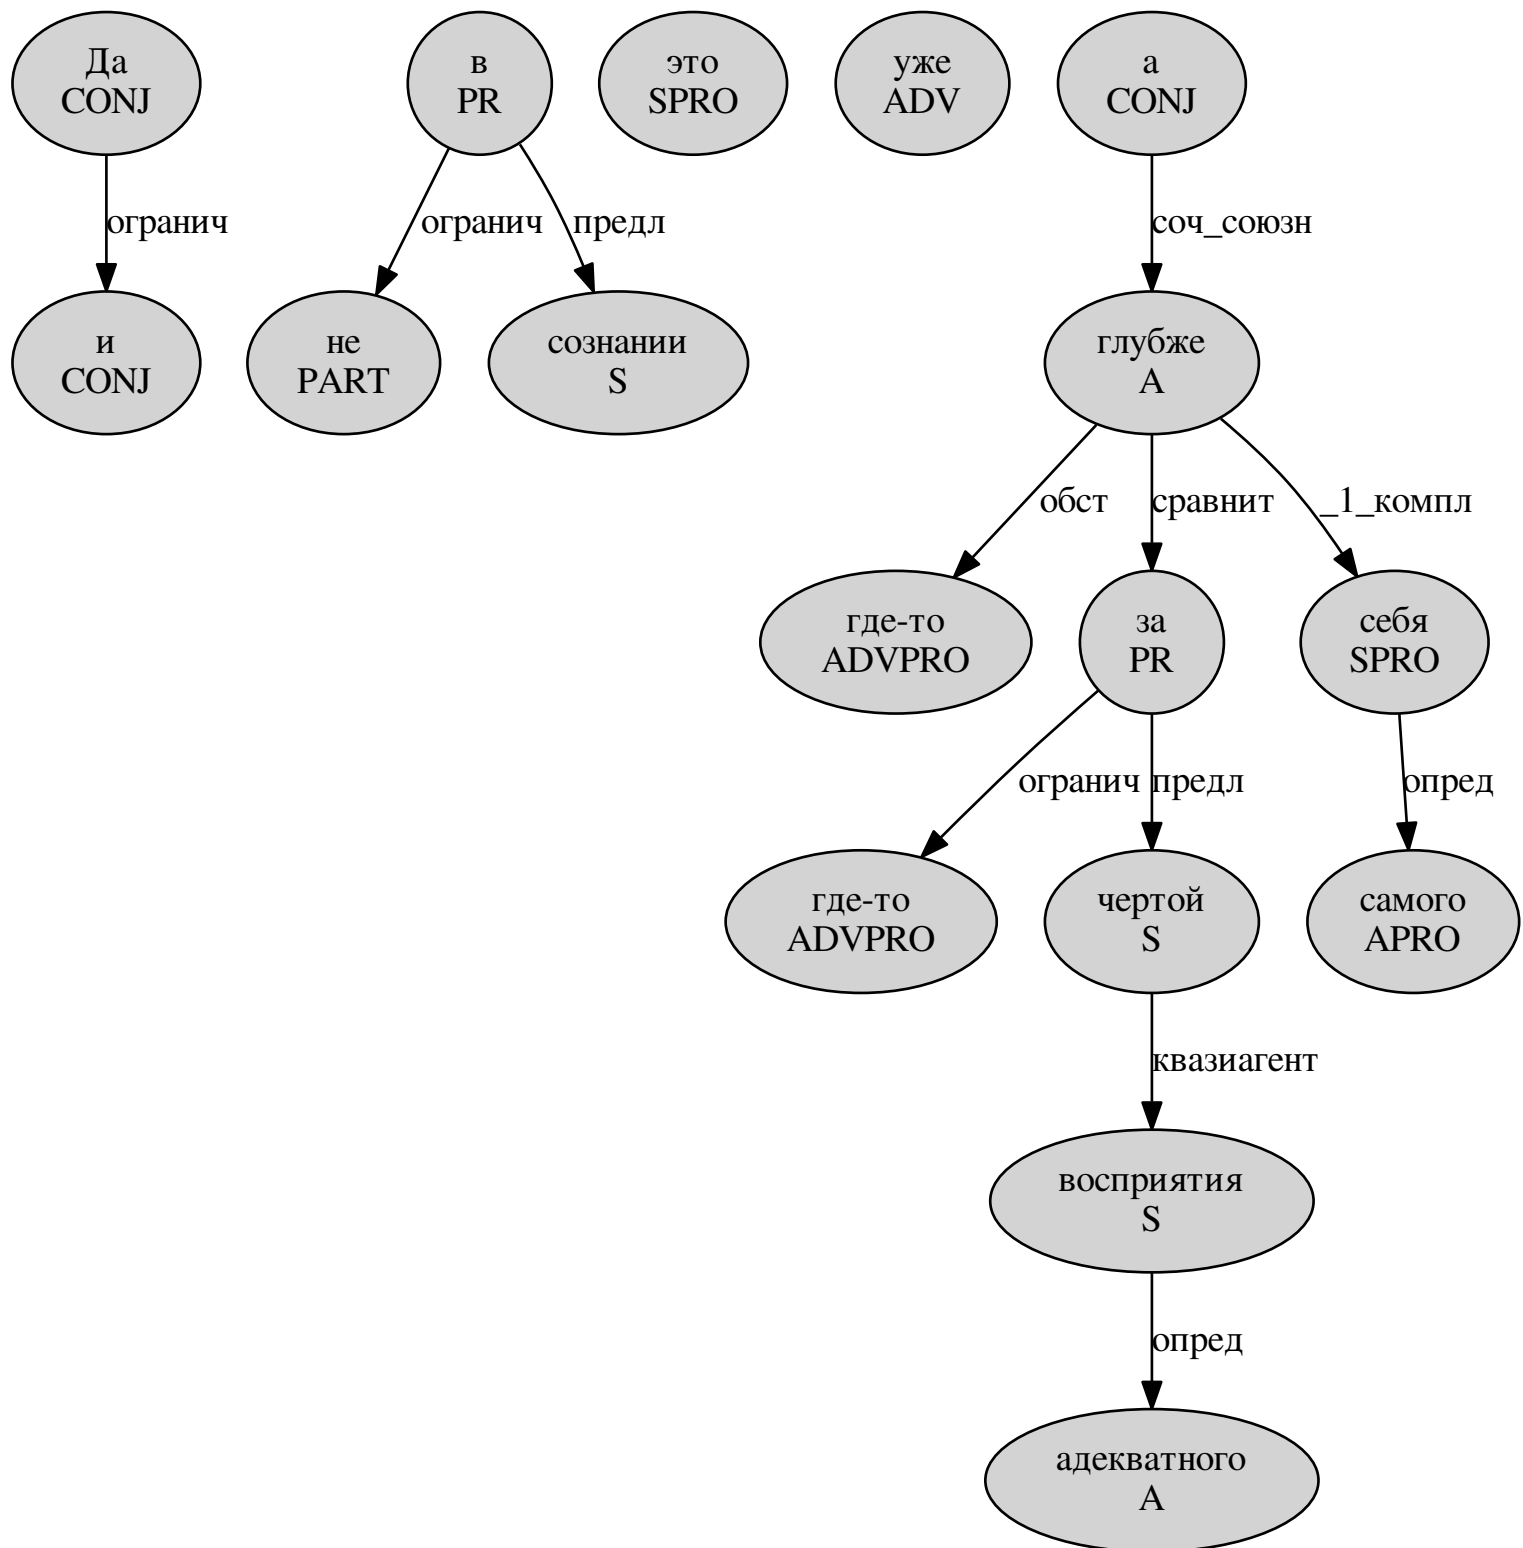 Да
CONJ
в
PR
это
SPRO
уже
ADV
а
CONJ
огранич
огранич
предл
соч_союзн
и
CONJ
не
PART
сознании
S
глубже
A
обст
сравнит
_1_компл
где-то
ADVPRO
за
PR
себя
SPRO
огранич
предл
опред
где-то
ADVPRO
чертой
S
самого
APRO
квазиагент
восприятия
S
опред
адекватного
A